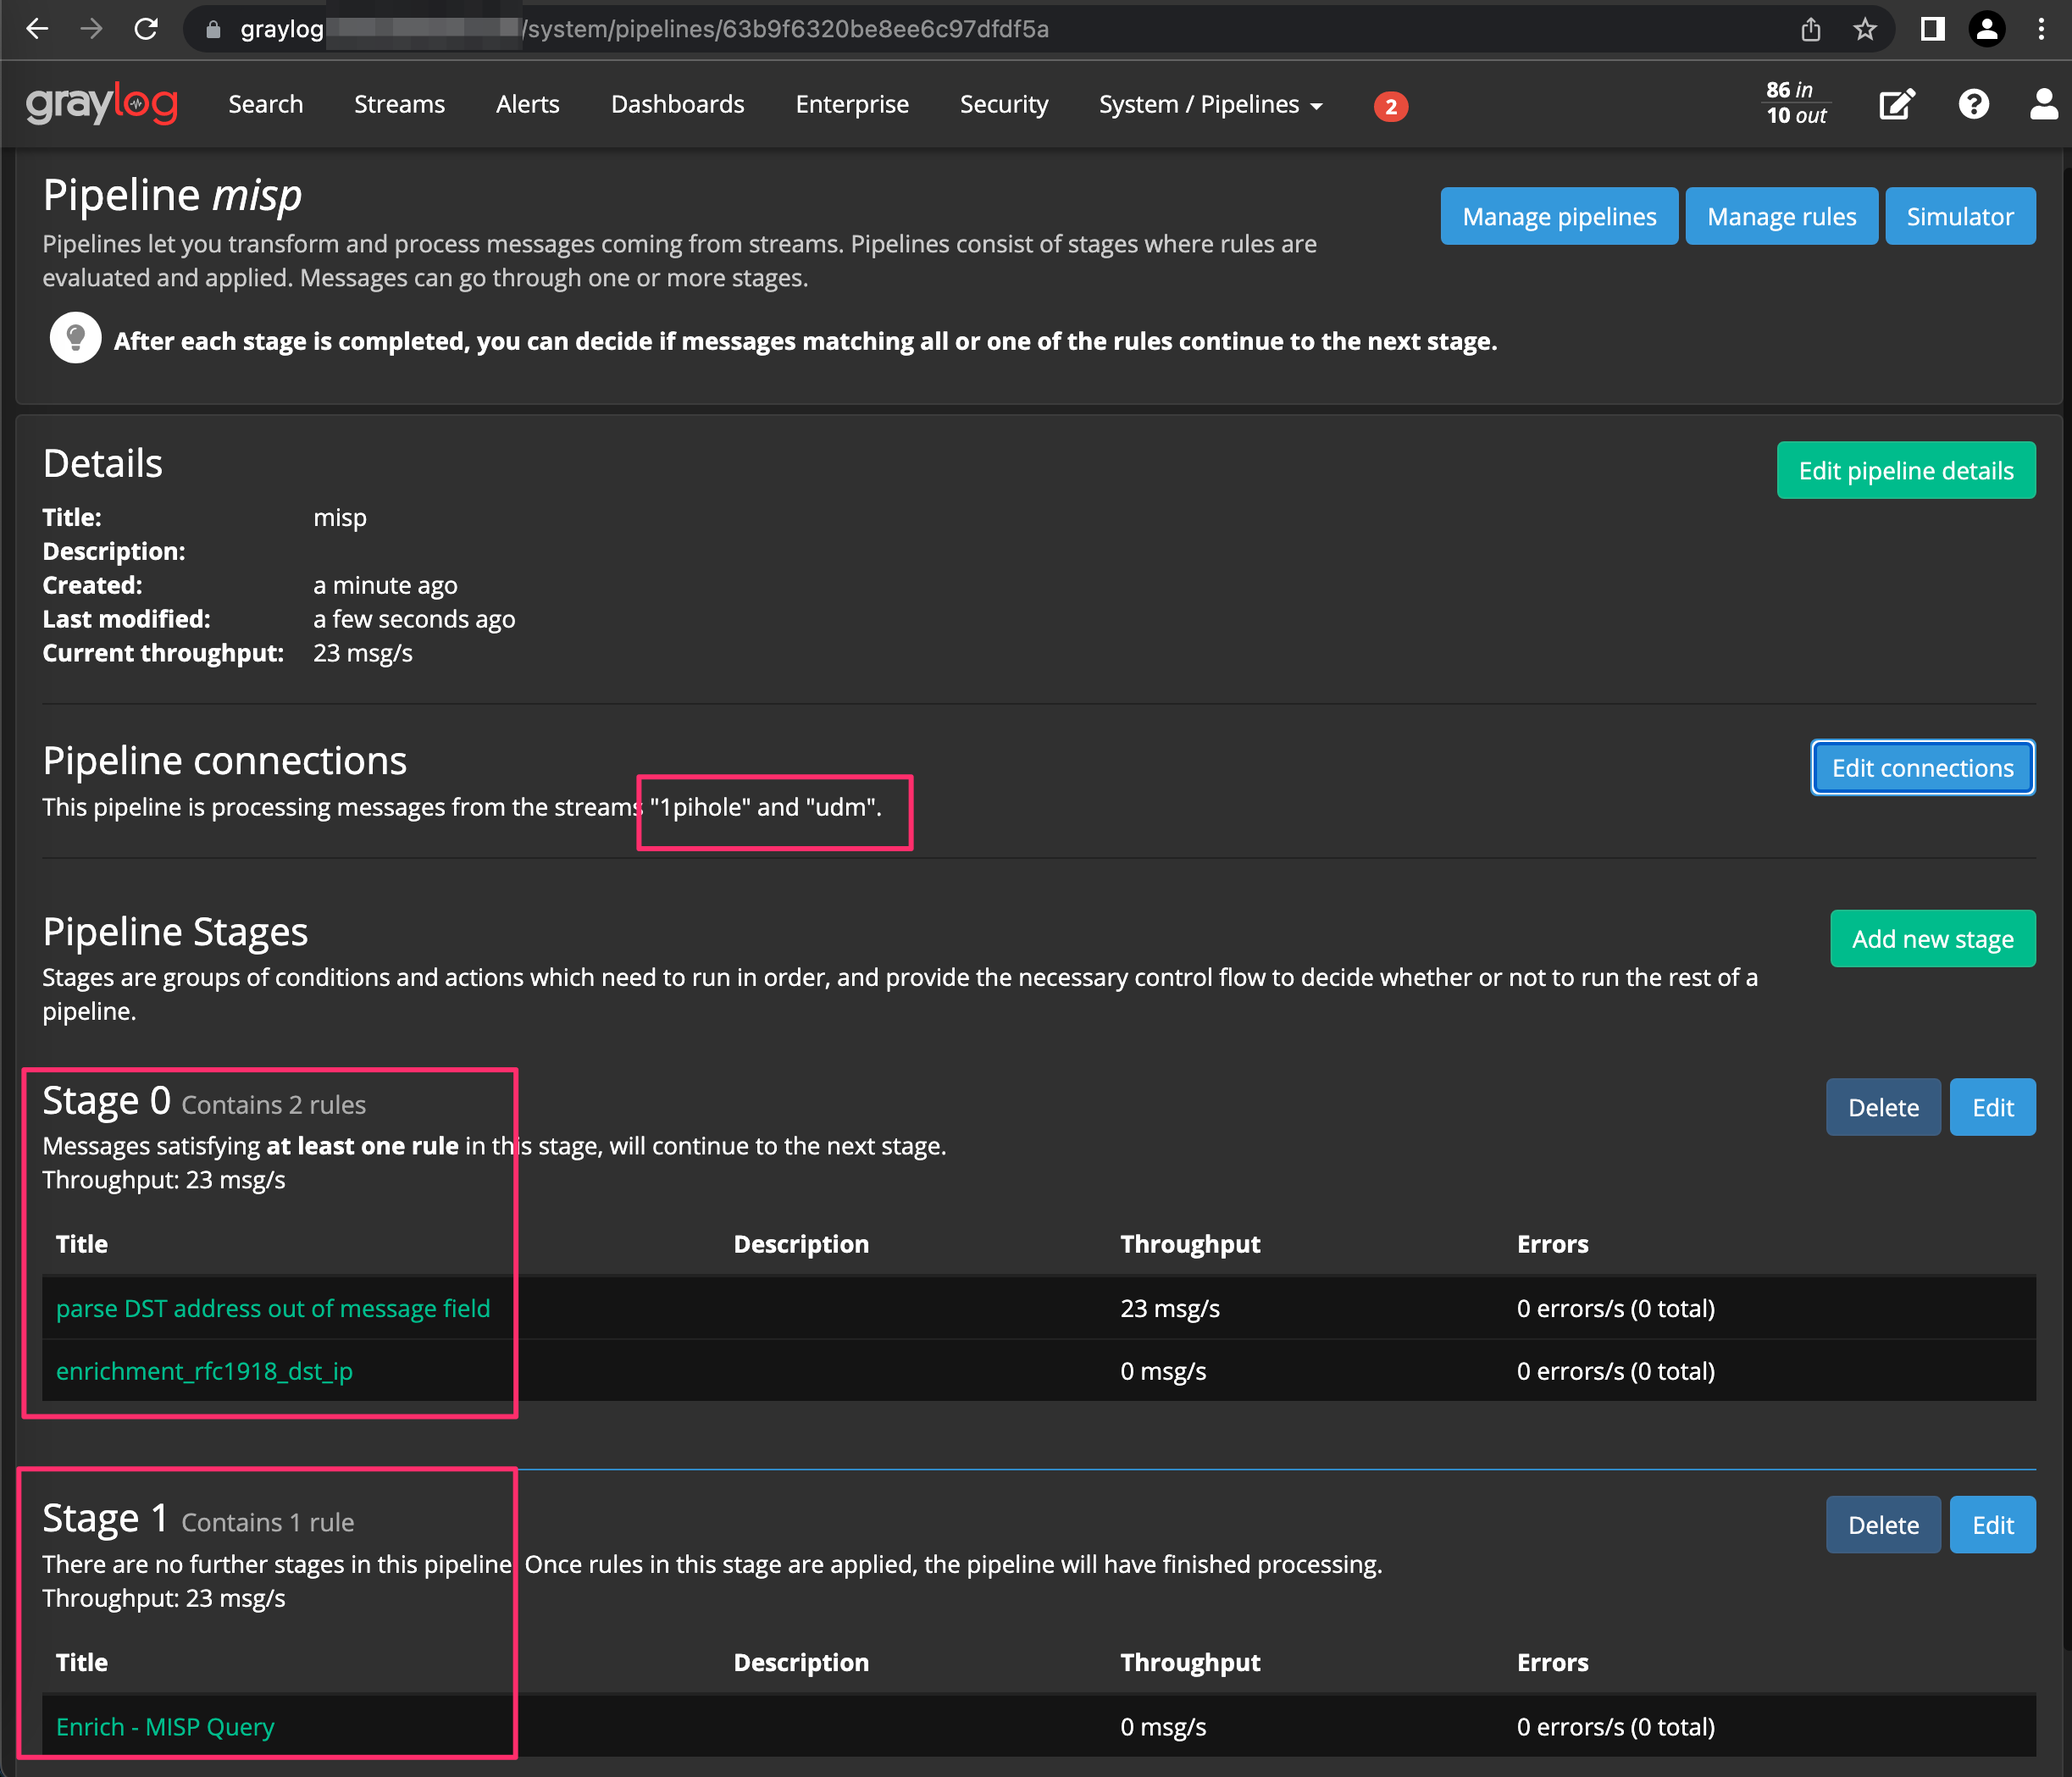 graylog /system/pipelines/63b9f6320be8ee6c97dfdf5a
graylog Search Streams Alerts Dashboards Enterprise Security System / Pipelines 2 86 in
10 out
Pipeline misp
Manage pipelines Manage rules Simulator
Pipelines let you transform and process messages coming from streams. Pipelines consist of stages where rules are
evaluated and applied. Messages can go through one or more stages.
After each stage is completed, you can decide if messages matching all or one of the rules continue to the next stage.
Details
Edit pipeline details
Title: misp
Description:
Created: a minute ago
Last modified: a few seconds ago
Current throughput: 23 msg/s
Pipeline connections
Edit connections
This pipeline is processing messages from the streams "1pihole" and "udm".
Pipeline Stages
Add new stage
Stages are groups of conditions and actions which need to run in order, and provide the necessary control flow to decide whether or not to run the rest of a
pipeline.
Stage 0 Contains 2 rules
Delete Edit
Messages satisfying at least one rule in this stage, will continue to the next stage.
Throughput: 23 msg/s
Title Description Throughput Errors
parse DST address out of message field 23 msg/s 0 errors/s (0 total)
enrichment_rfc1918_dst_ip 0 msg/s 0 errors/s (0 total)
Stage 1 Contains 1 rule
Delete Edit
There are no further stages in this pipeline. Once rules in this stage are applied, the pipeline will have finished processing.
Throughput: 23 msg/s
Title Description Throughput Errors
Enrich - MISP Query 0 msg/s 0 errors/s (0 total)